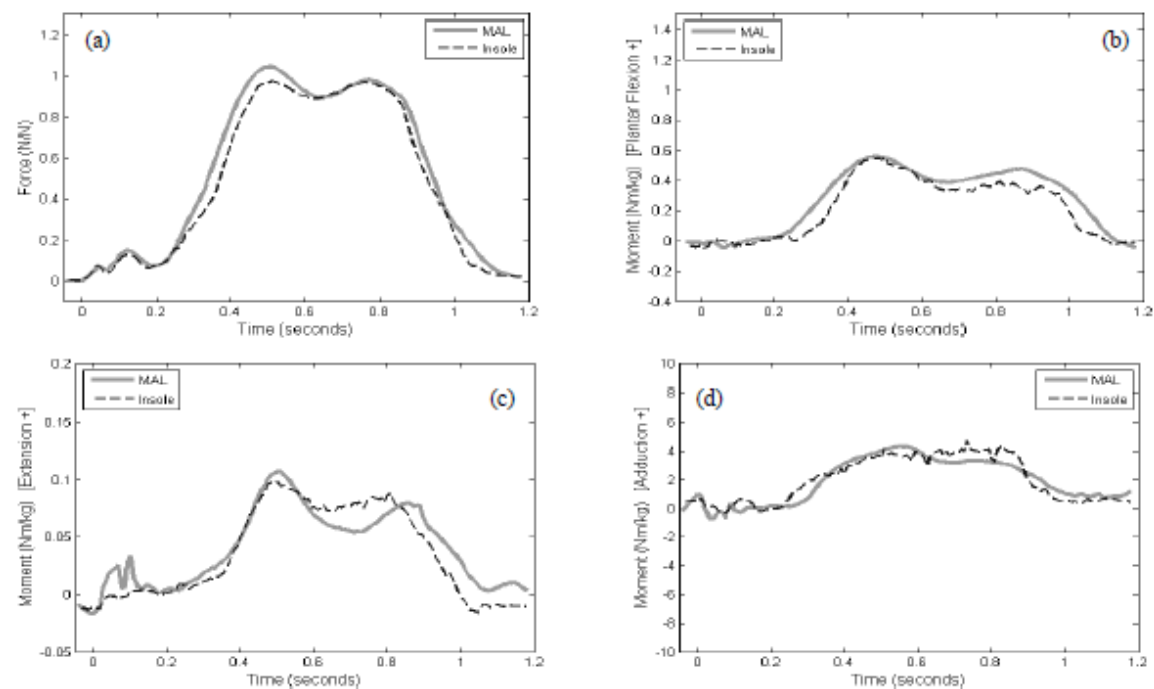 (a)
MAL
Insole
1.2
1
0.8
0.6
0.4
0.2
0
Force (N/N)
0 0.2 0.4 0.6 0.8 1 1.2
Time (seconds)
(b)
MAL
Insole
1.4
1.2
1
0.8
0.6
0.4
0.2
0
-0.2
-0.4
Moment [Nm/kg) [Plantar Flexion +]
0 0.2 0.4 0.6 0.8 1 1.2
Time (seconds)
(c)
MAL
Insole
0.2
0.15
0.1
0.05
0
-0.05
Moment [Nm/kg) [Extension +]
0 0.2 0.4 0.6 0.8 1 1.2
Time (seconds)
(d)
MAL
Insole
10
8
6
4
2
0
-2
-4
-6
-8
-10
Moment (Nm/kg) [Adduction +]
0 0.2 0.4 0.6 0.8 1 1.2
Time (seconds)